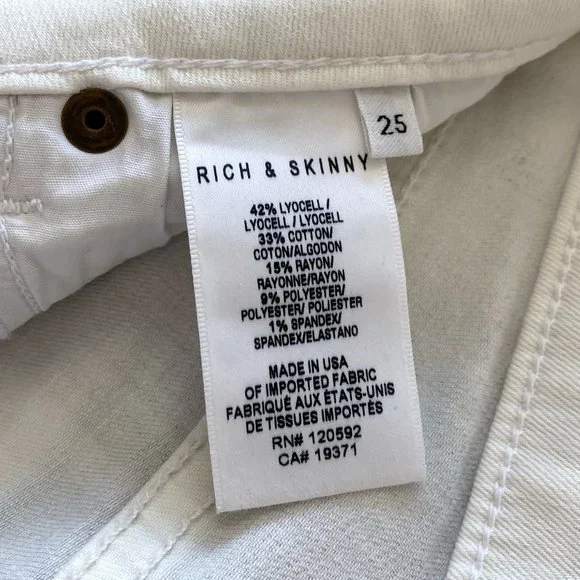 25
RICH & SKINNY
42% LYOCELL /
LYOCELL / LYOCELL
33% COTTON/
COTON/ALGODON
15% RAYON/
RAYONNE/RAYON
9% POLYESTER/
POLYESTER/ POLIESTER
1% SPANDEX/
SPANDEX/ELASTANO
MADE IN USA
OF IMPORTED FABRIC
FABRIQUÉ AUX ÉTATS-UNIS
DE TISSUES IMPORTÉS
RN# 120592
CA# 19371